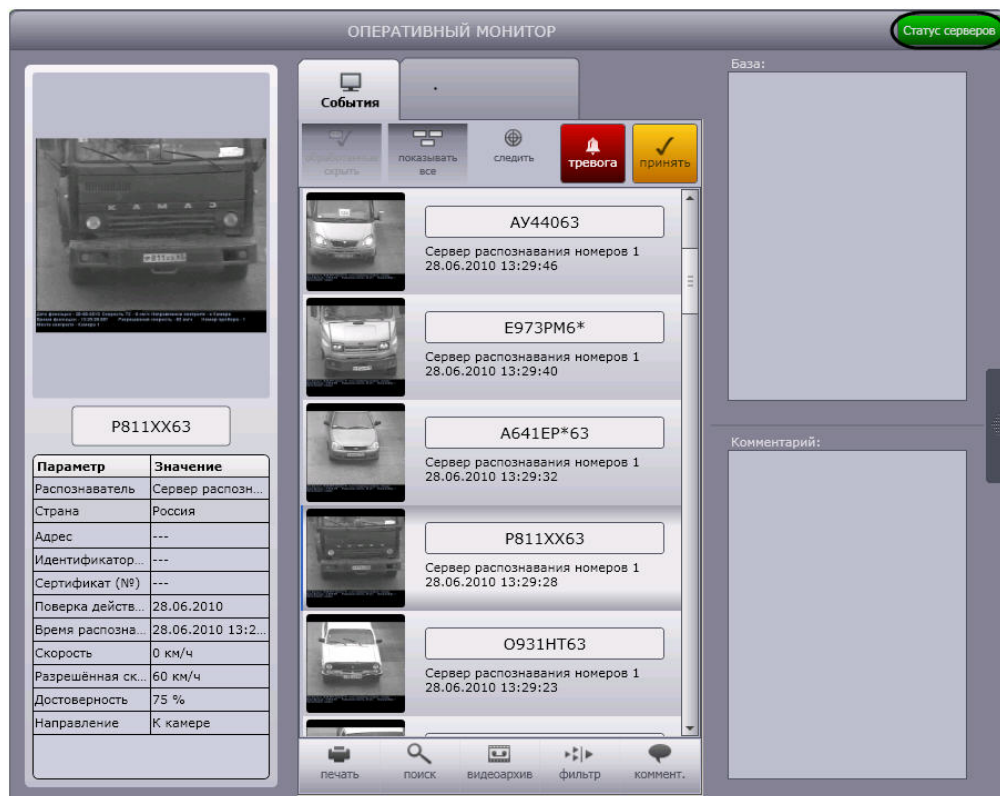 ОПЕРАТИВНЫЙ МОНИТОР
Статус серверов
КАМАЗ
Р811ХХ63
Параметр Значение
Распознаватель Сервер распозн...
Страна Россия
Адрес ---
Идентификатор... ---
Сертификат (№) ---
Поверка действ... 28.06.2010
Время распозна... 28.06.2010 13:2...
Скорость 0 км/ч
Разрешённая ск... 60 км/ч
Достоверность 75 %
Направление К камере
События
скрыть
показывать
все
следить
тревога
принять
АУ44063
Сервер распознавания номеров 1
28.06.2010 13:29:46
Е973РМ6*
Сервер распознавания номеров 1
28.06.2010 13:29:40
А641ЕР*63
Сервер распознавания номеров 1
28.06.2010 13:29:32
Р811ХХ63
Сервер распознавания номеров 1
28.06.2010 13:29:28
О931НТ63
Сервер распознавания номеров 1
28.06.2010 13:29:23
печать
поиск
видеоархив
фильтр
коммент.
База:
Комментарий: